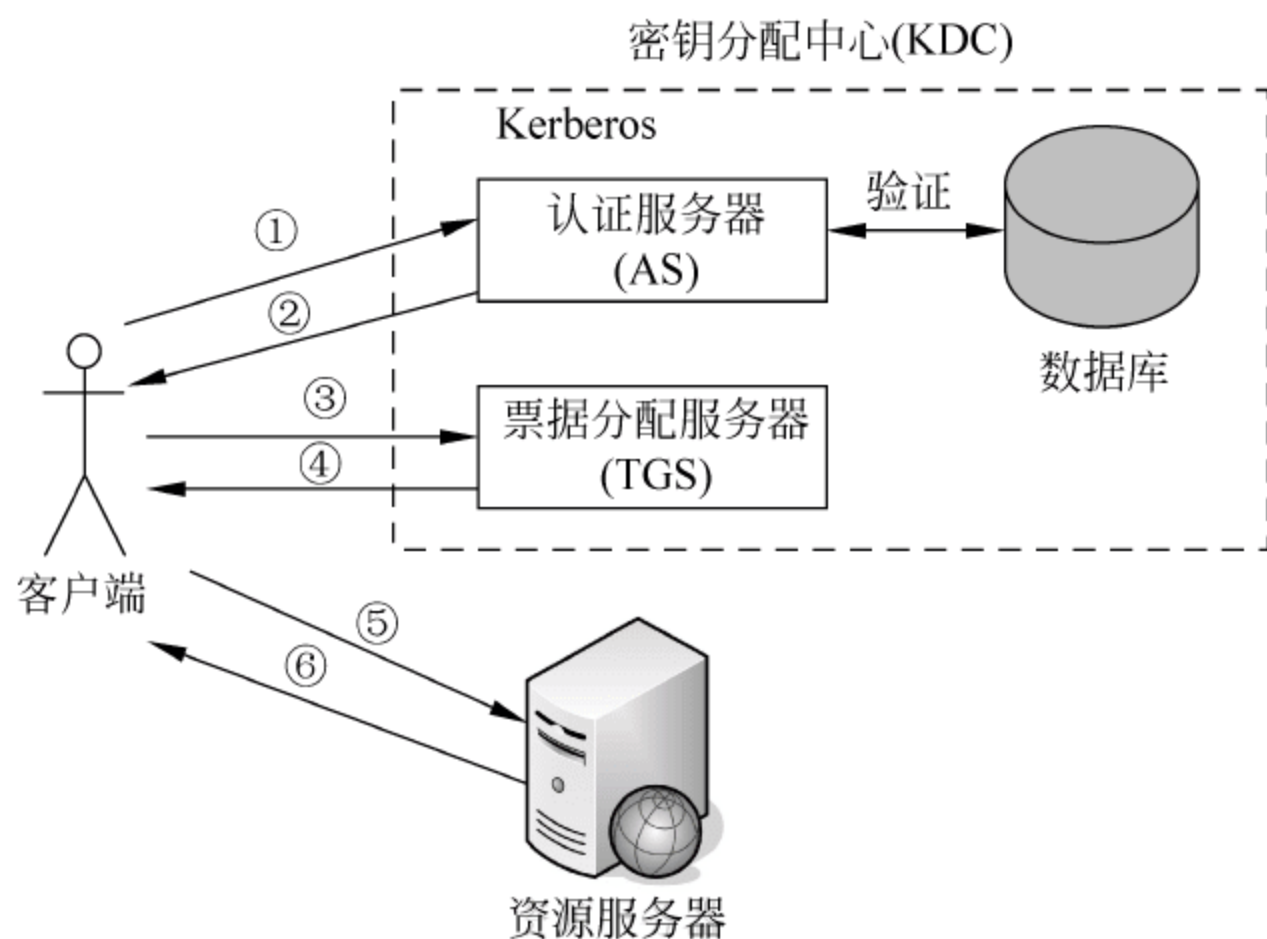 密钥分配中心(KDC)
Kerberos
认证服务器
(AS)
验证
数据库
①
②
③
票据分配服务器
(TGS)
④
客户端
⑤
⑥
资源服务器